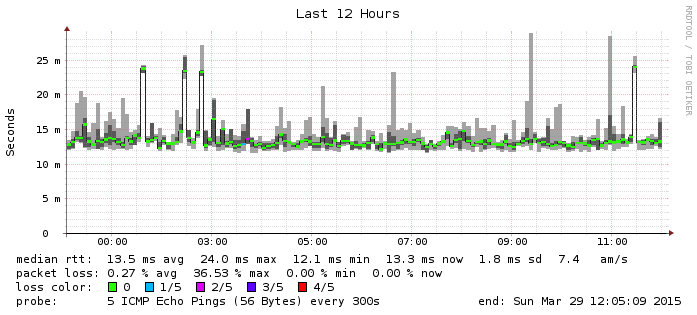 Last 12 Hours
RRDTOOL / TOBI OETIKER
Seconds
25 m
20 m
15 m
10 m
5 m
0
00:00 03:00 05:00 07:00 09:00 11:00
median rtt: 13.5 ms avg 24.0 ms max 12.1 ms min 13.3 ms now 1.8 ms sd 7.4 am/s
packet loss: 0.27 % avg 36.53 % max 0.00 % min 0.00 % now
loss color: 0 1/5 2/5 3/5 4/5
probe: 5 ICMP Echo Pings (56 Bytes) every 300s end: Sun Mar 29 12:05:09 2015